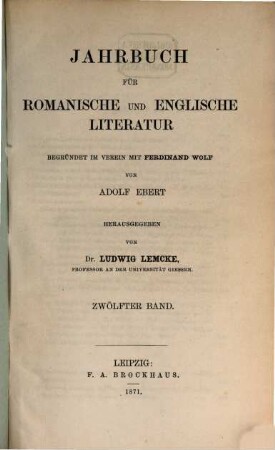 JAHRBUCH
FÜR
ROMANISCHE UND ENGLISCHE
LITERATUR
BEGRÜNDET IM VEREIN MIT FERDINAND WOLF
VON
ADOLF EBERT
HERAUSGEGEBEN
VON
Dr. LUDWIG LEMCKE,
PROFESSOR AN DER UNIVERSITÄT GIESSEN.
ZWÖLFTER BAND.
LEIPZIG:
F. A. BROCKHAUS.
1871.